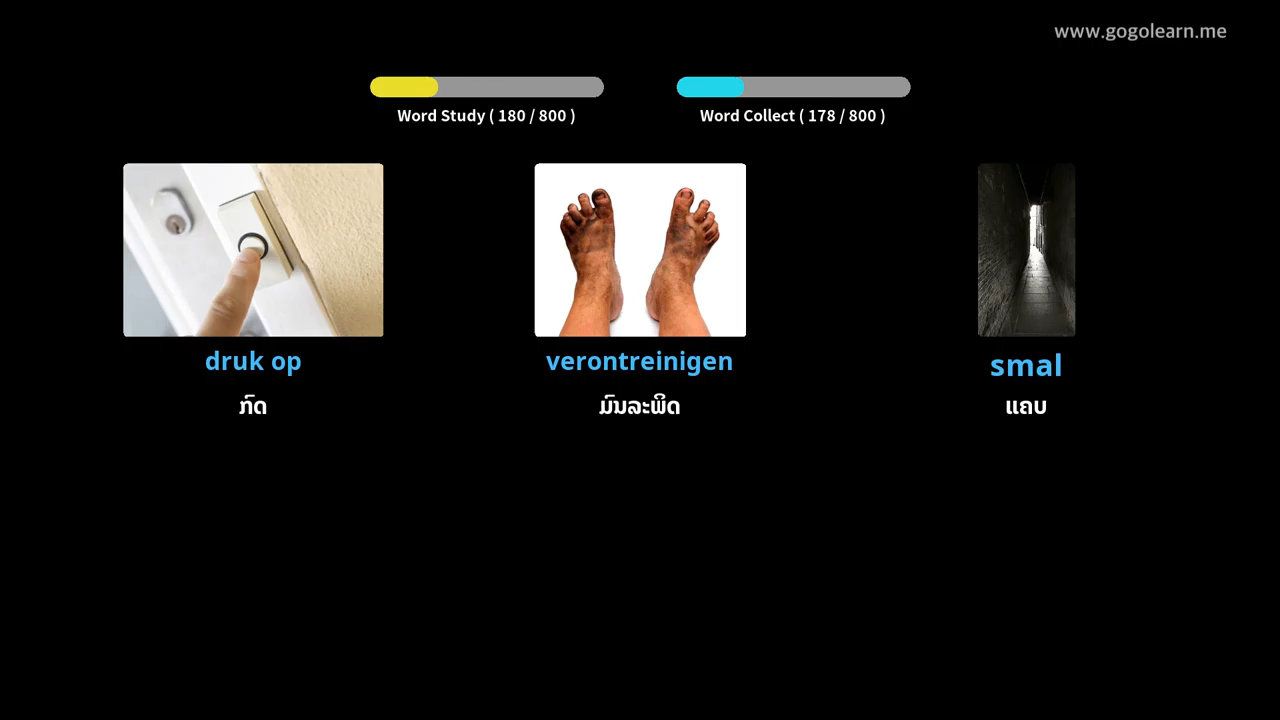 www.gogolearn.me
Word Study ( 180 / 800 )
Word Collect ( 178 / 800 )
druk op
verontreinigen
smal
ກົດ
ມົນລະພິດ
ແຄບ